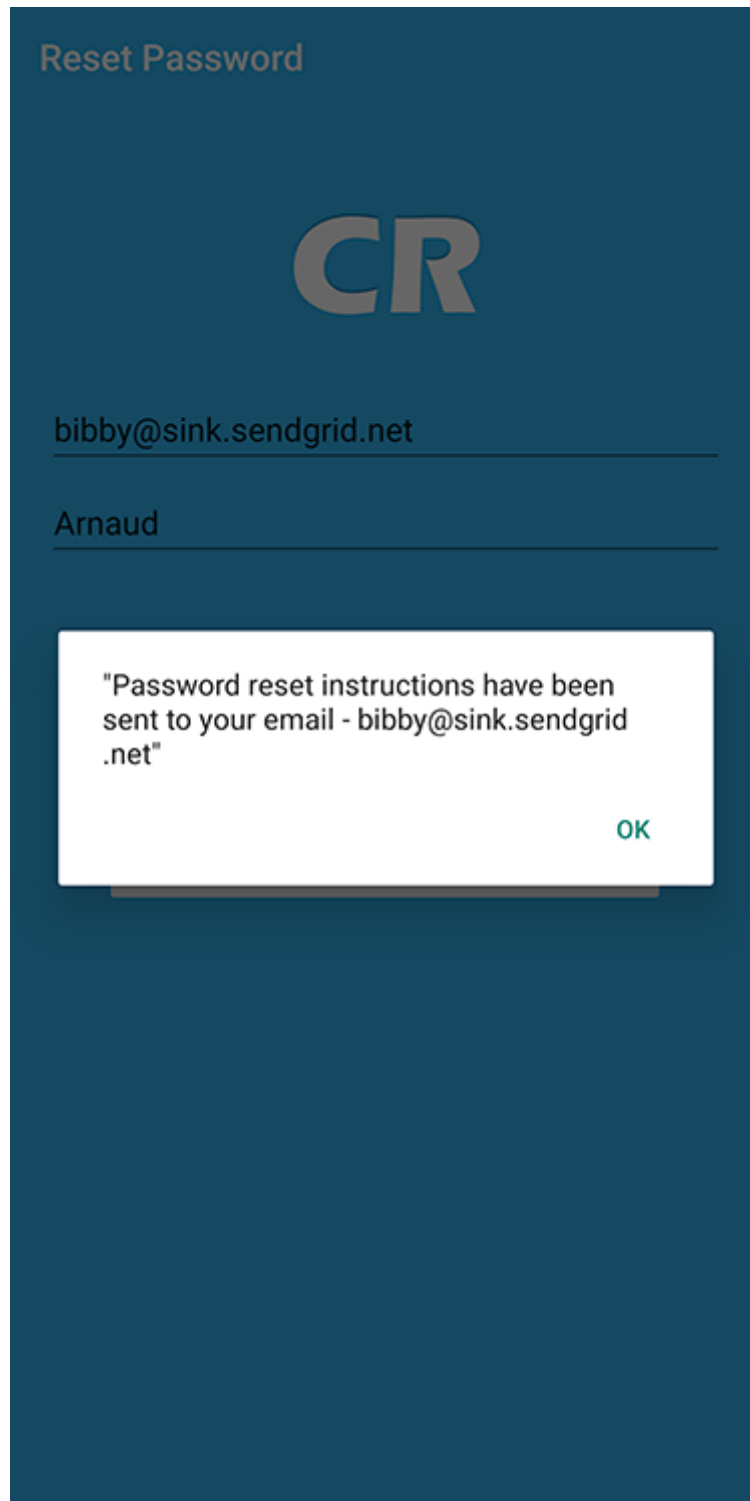 Reset Password
CR
bibby@sink.sendgrid.net
Arnaud
"Password reset instructions have been
sent to your email - bibby@sink.sendgrid
.net"
OK